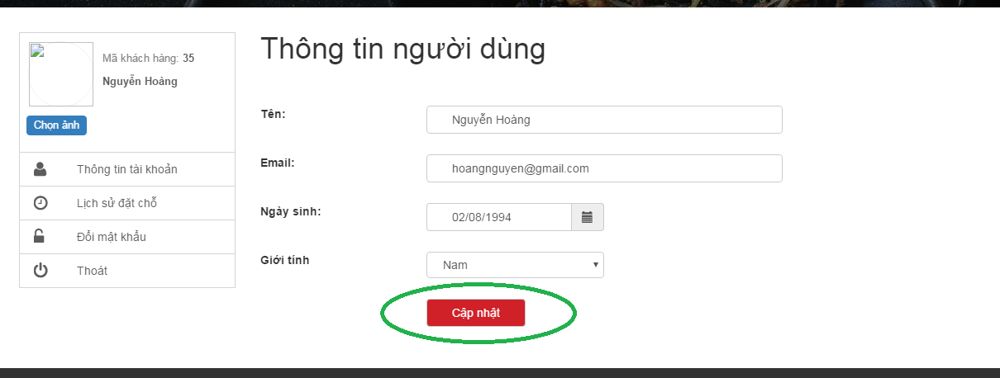 Mã khách hàng: 35
Nguyễn Hoàng
Chọn ảnh
Thông tin tài khoản
Lịch sử đặt chỗ
Đổi mật khẩu
Thoát
Thông tin người dùng
Tên:
Nguyễn Hoàng
Email:
hoangnguyen@gmail.com
Ngày sinh:
02/08/1994
Giới tính
Nam
Cập nhật